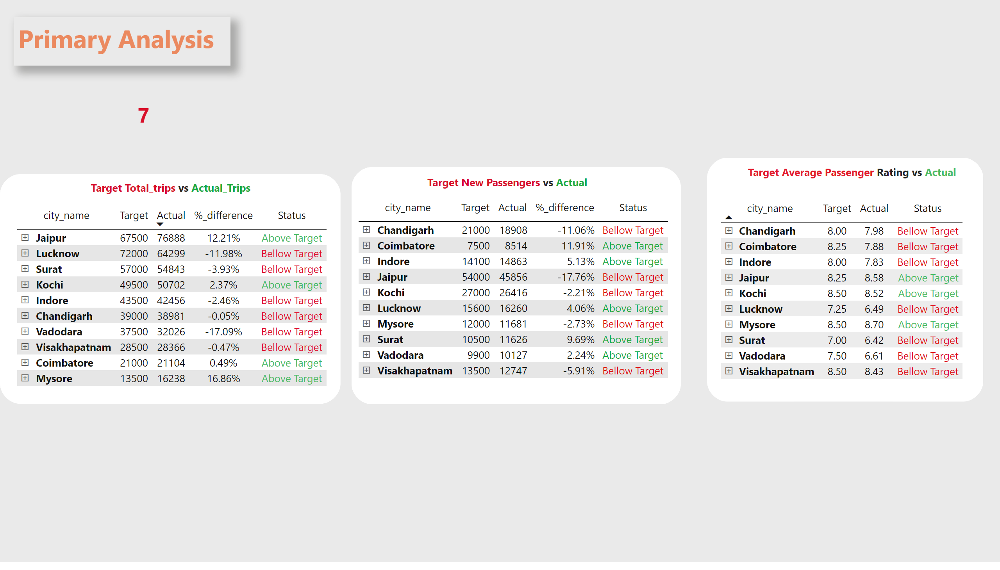 Primary Analysis
7
Target Total_trips vs Actual_Trips
city_name Target Actual %_difference Status
Jaipur 67500 76888 12.21% Above Target
Lucknow 72000 64299 -11.98% Bellow Target
Surat 57000 54843 -3.93% Bellow Target
Kochi 49500 50702 2.37% Above Target
Indore 43500 42456 -2.46% Bellow Target
Chandigarh 39000 38981 -0.05% Bellow Target
Vadodara 37500 32026 -17.09% Bellow Target
Visakhapatnam 28500 28366 -0.47% Bellow Target
Coimbatore 21000 21104 0.49% Above Target
Mysore 13500 16238 16.86% Above Target
Target New Passengers vs Actual
city_name Target Actual %_difference Status
Chandigarh 21000 18908 -11.06% Bellow Target
Coimbatore 7500 8514 11.91% Above Target
Indore 14100 14863 5.13% Above Target
Jaipur 54000 45856 -17.76% Bellow Target
Kochi 27000 26416 -2.21% Bellow Target
Lucknow 15600 16260 4.06% Above Target
Mysore 12000 11681 -2.73% Bellow Target
Surat 10500 11626 9.69% Above Target
Vadodara 9900 10127 2.24% Above Target
Visakhapatnam 13500 12747 -5.91% Bellow Target
Target Average Passenger Rating vs Actual
city_name Target Actual Status
Chandigarh 8.00 7.98 Bellow Target
Coimbatore 8.25 7.88 Bellow Target
Indore 8.00 7.83 Bellow Target
Jaipur 8.25 8.58 Above Target
Kochi 8.50 8.52 Above Target
Lucknow 7.25 6.49 Bellow Target
Mysore 8.50 8.70 Above Target
Surat 7.00 6.42 Bellow Target
Vadodara 7.50 6.61 Bellow Target
Visakhapatnam 8.50 8.43 Bellow Target